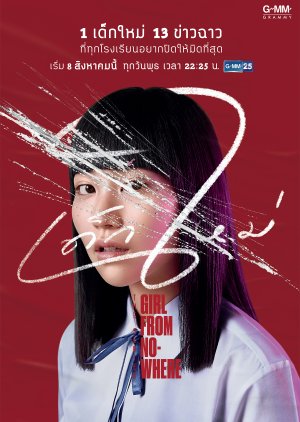 GMM
GRAMMY
1 เด็กใหม่ 13 ข่าวฉาว
ที่ทุกโรงเรียนอยากปิดให้มิดที่สุด
เริ่ม 8 สิงหาคมนี้ ทุกวันพุธ เวลา 22:25 น. GMM 25
เด็กใหม่
GIRL
FROM
NO-
WHERE